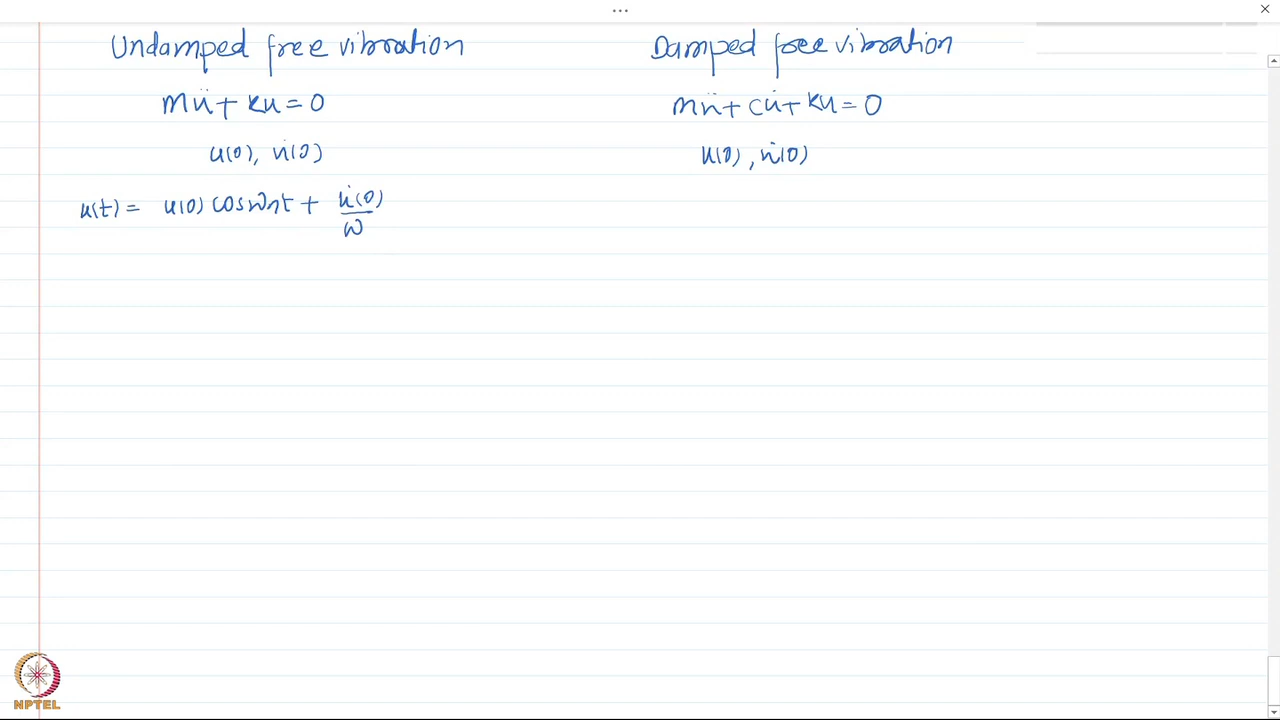 Undamped free vibration
mü + ku = 0
u(0), u̇(0)
u(t) = u(0) cos ωnt + u̇(0)/ω
Damped free vibration
mü + cu̇ + ku = 0
u(0), u̇(0)
NPTEL